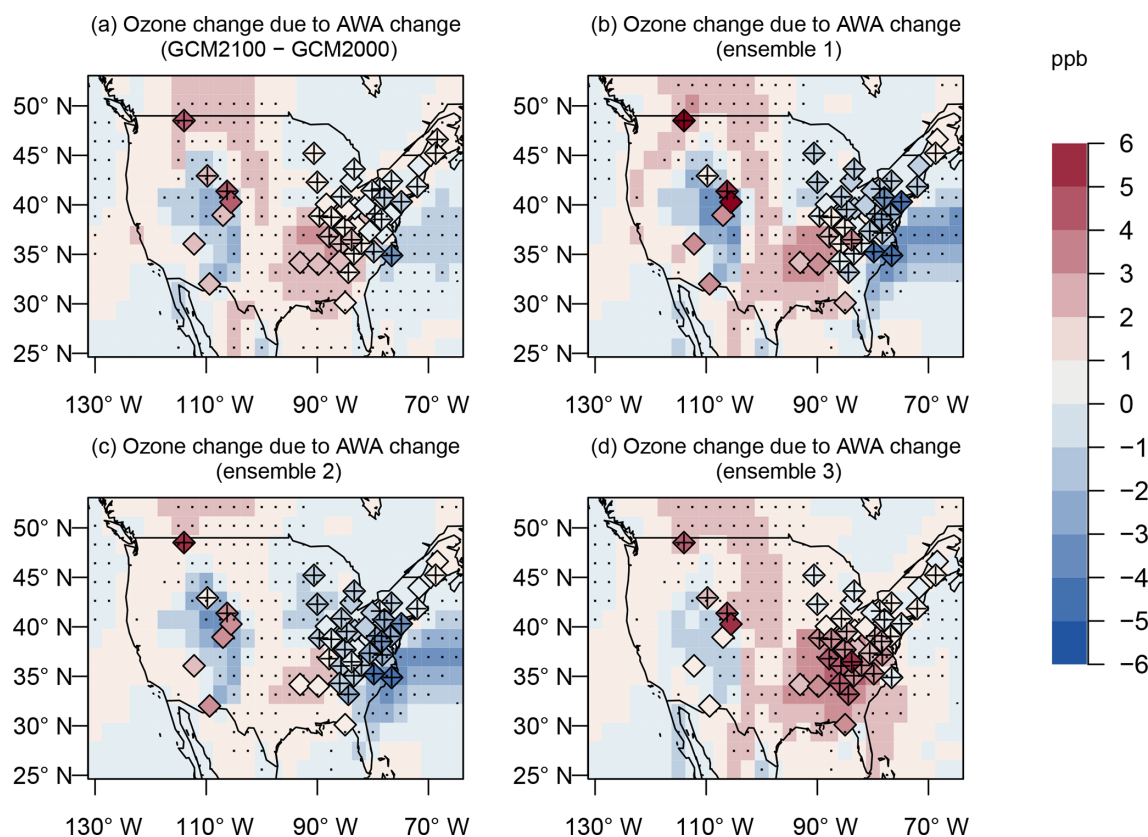 (a) Ozone change due to AWA change
(GCM2100 − GCM2000)
(b) Ozone change due to AWA change
(ensemble 1)
ppb
50° N
45° N
40° N
35° N
30° N
25° N
130° W 110° W 90° W 70° W
50° N
45° N
40° N
35° N
30° N
25° N
130° W 110° W 90° W 70° W
(c) Ozone change due to AWA change
(ensemble 2)
(d) Ozone change due to AWA change
(ensemble 3)
50° N
45° N
40° N
35° N
30° N
25° N
130° W 110° W 90° W 70° W
50° N
45° N
40° N
35° N
30° N
25° N
130° W 110° W 90° W 70° W
6
5
4
3
2
1
0
−1
−2
−3
−4
−5
−6